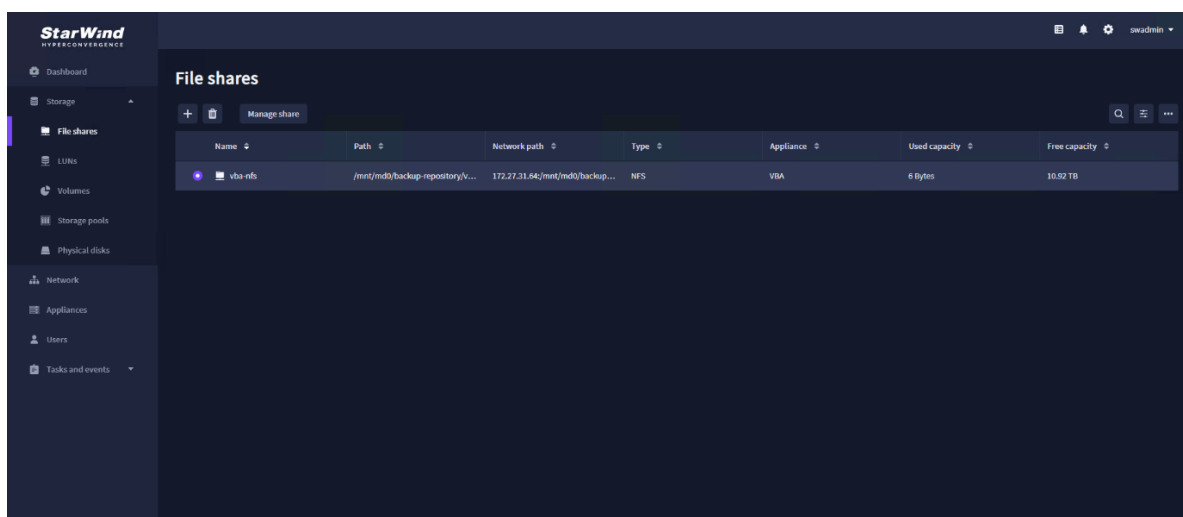 StarWind
HYPERCONVERGENCE
swadmin
Dashboard
Storage
File shares
LUNs
Volumes
Storage pools
Physical disks
Network
Appliances
Users
Tasks and events
File shares
Manage share
Name Path Network path Type Appliance Used capacity Free capacity
vba-nfs /mnt/md0/backup-repository/v... 172.27.31.64:/mnt/md0/backup... NFS VBA 6 Bytes 10.92 TB